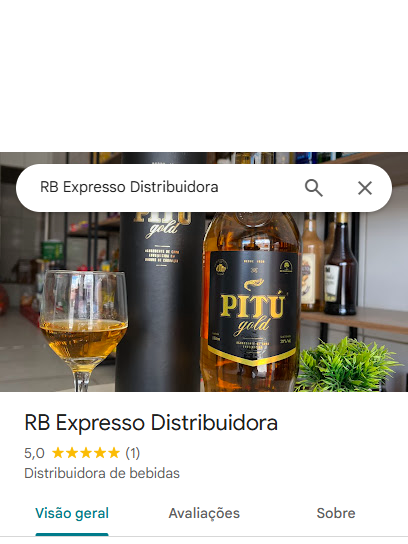 RB Expresso Distribuidora
PITÚ
gold
PITÚ
gold
RB Expresso Distribuidora
5,0 (1)
Distribuidora de bebidas
Visão geral Avaliações Sobre